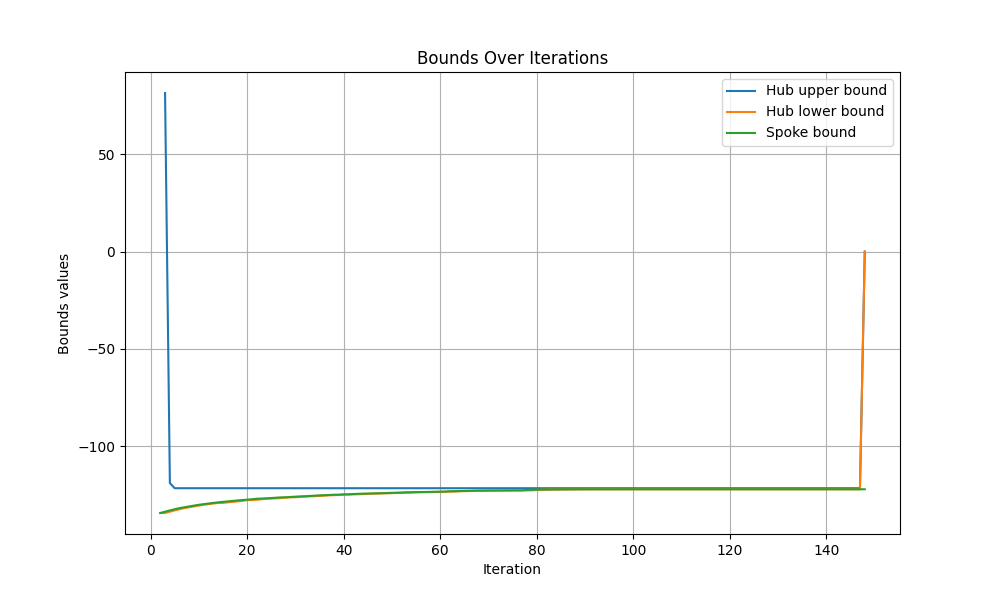 Bounds Over Iterations
Hub upper bound
Hub lower bound
Spoke bound
Bounds values
50
0
−50
−100
0 20 40 60 80 100 120 140
Iteration